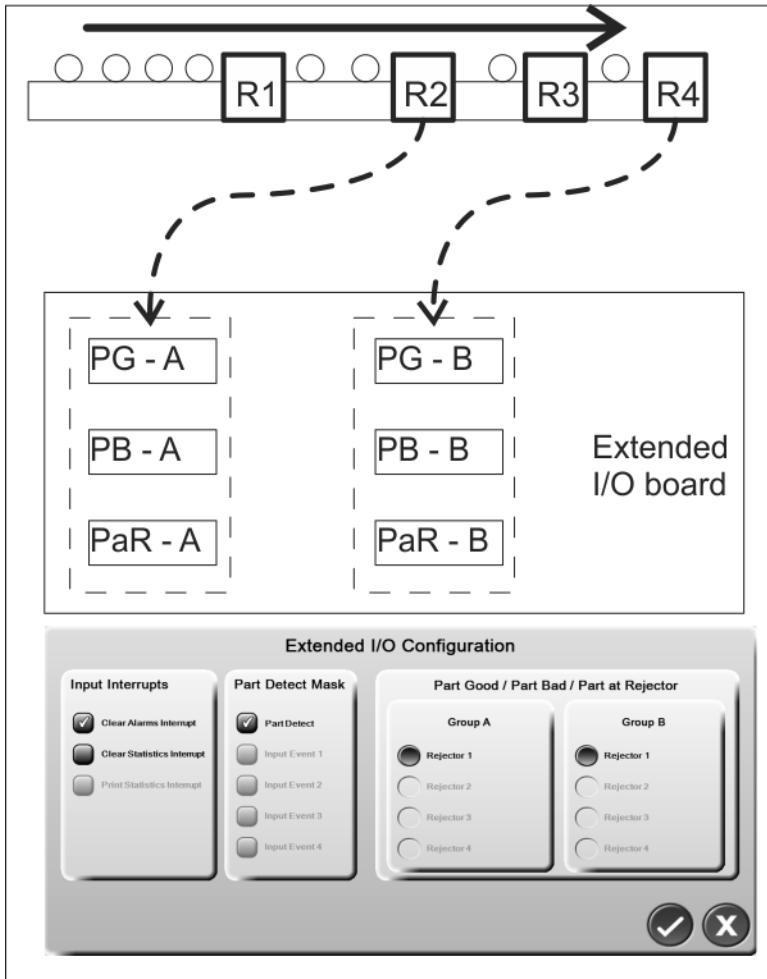 R1 R2 R3 R4
PG - A PG - B
PB - A PB - B
Extended
I/O board
PaR - A PaR - B
Extended I/O Configuration
Input Interrupts
Clear Alarms Interrupt
Clear Statistics Interrupt
Print Statistics Interrupt
Part Detect Mask
Part Detect
Input Event 1
Input Event 2
Input Event 3
Input Event 4
Part Good / Part Bad / Part at Rejector
Group A
Rejector 1
Rejector 2
Rejector 3
Rejector 4
Group B
Rejector 1
Rejector 2
Rejector 3
Rejector 4
X